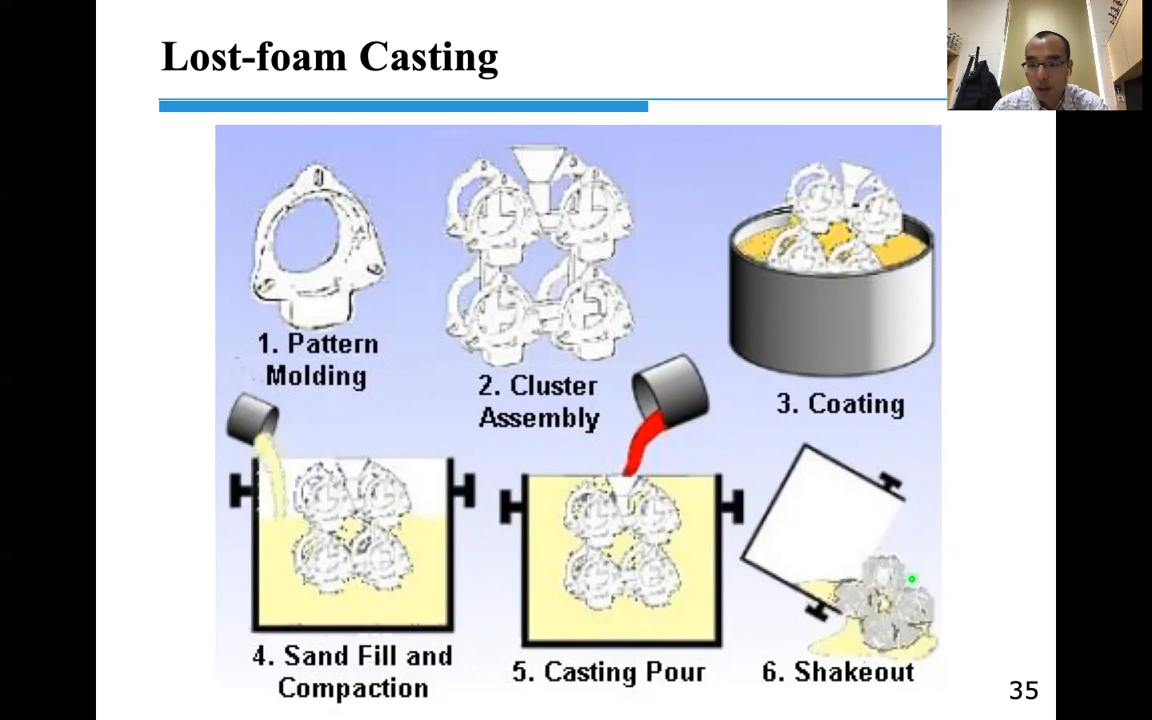 Lost-foam Casting
1. Pattern
Molding
2. Cluster
Assembly
3. Coating
4. Sand Fill and
Compaction
5. Casting Pour
6. Shakeout
35